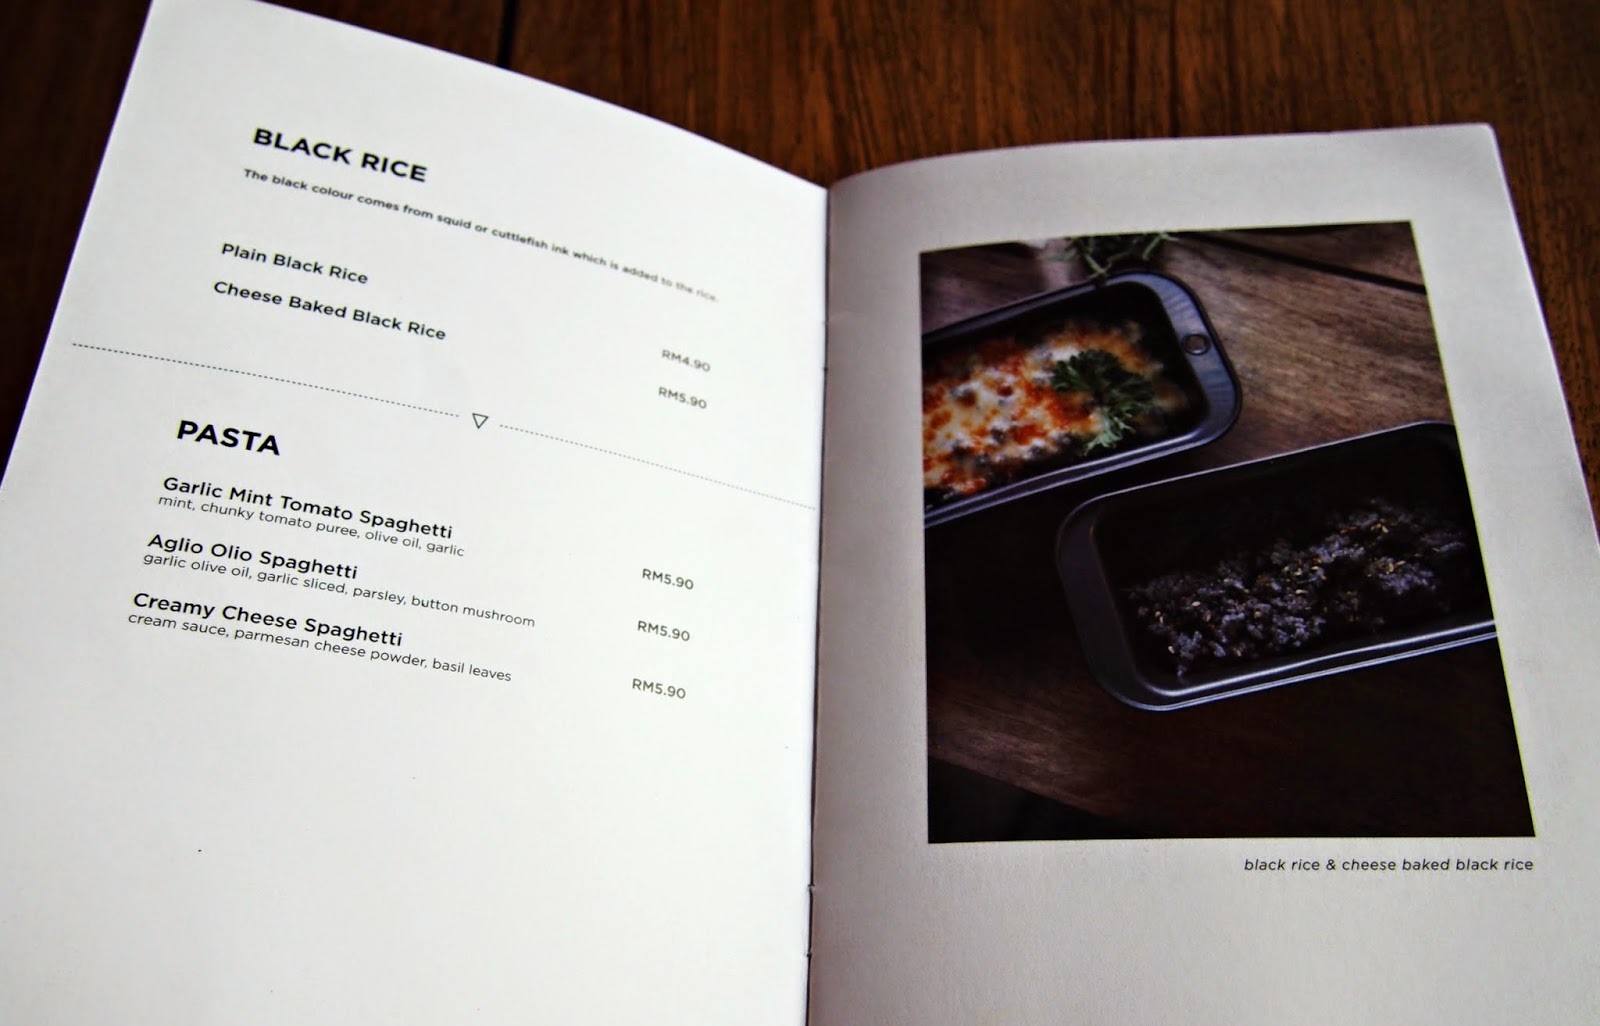 BLACK RICE
The black colour comes from squid or cuttlefish ink which is added to the rice.
Plain Black Rice RM4.90
Cheese Baked Black Rice RM5.90
PASTA
Garlic Mint Tomato Spaghetti RM5.90
mint, chunky tomato puree, olive oil, garlic
Aglio Olio Spaghetti RM5.90
garlic olive oil, garlic sliced, parsley, button mushroom
Creamy Cheese Spaghetti RM5.90
cream sauce, parmesan cheese powder, basil leaves
black rice & cheese baked black rice